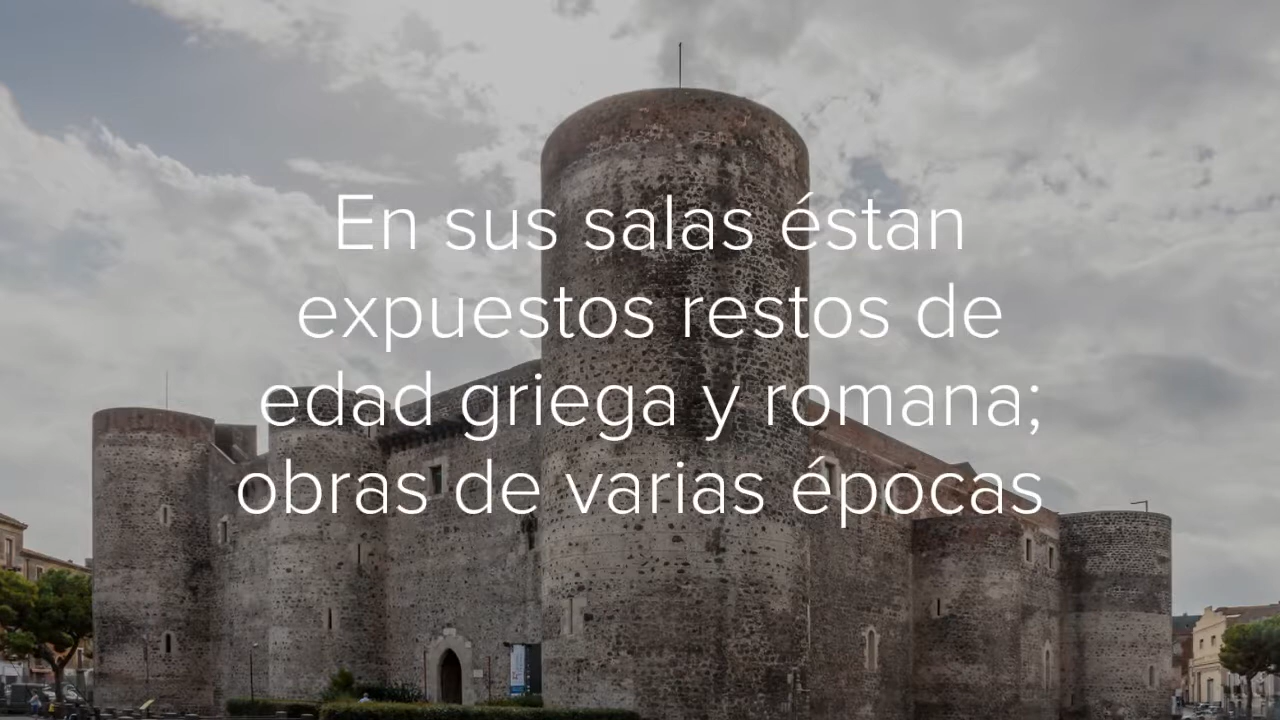 En sus salas éstan
expuestos restos de
edad griega y romana;
obras de varias épocas